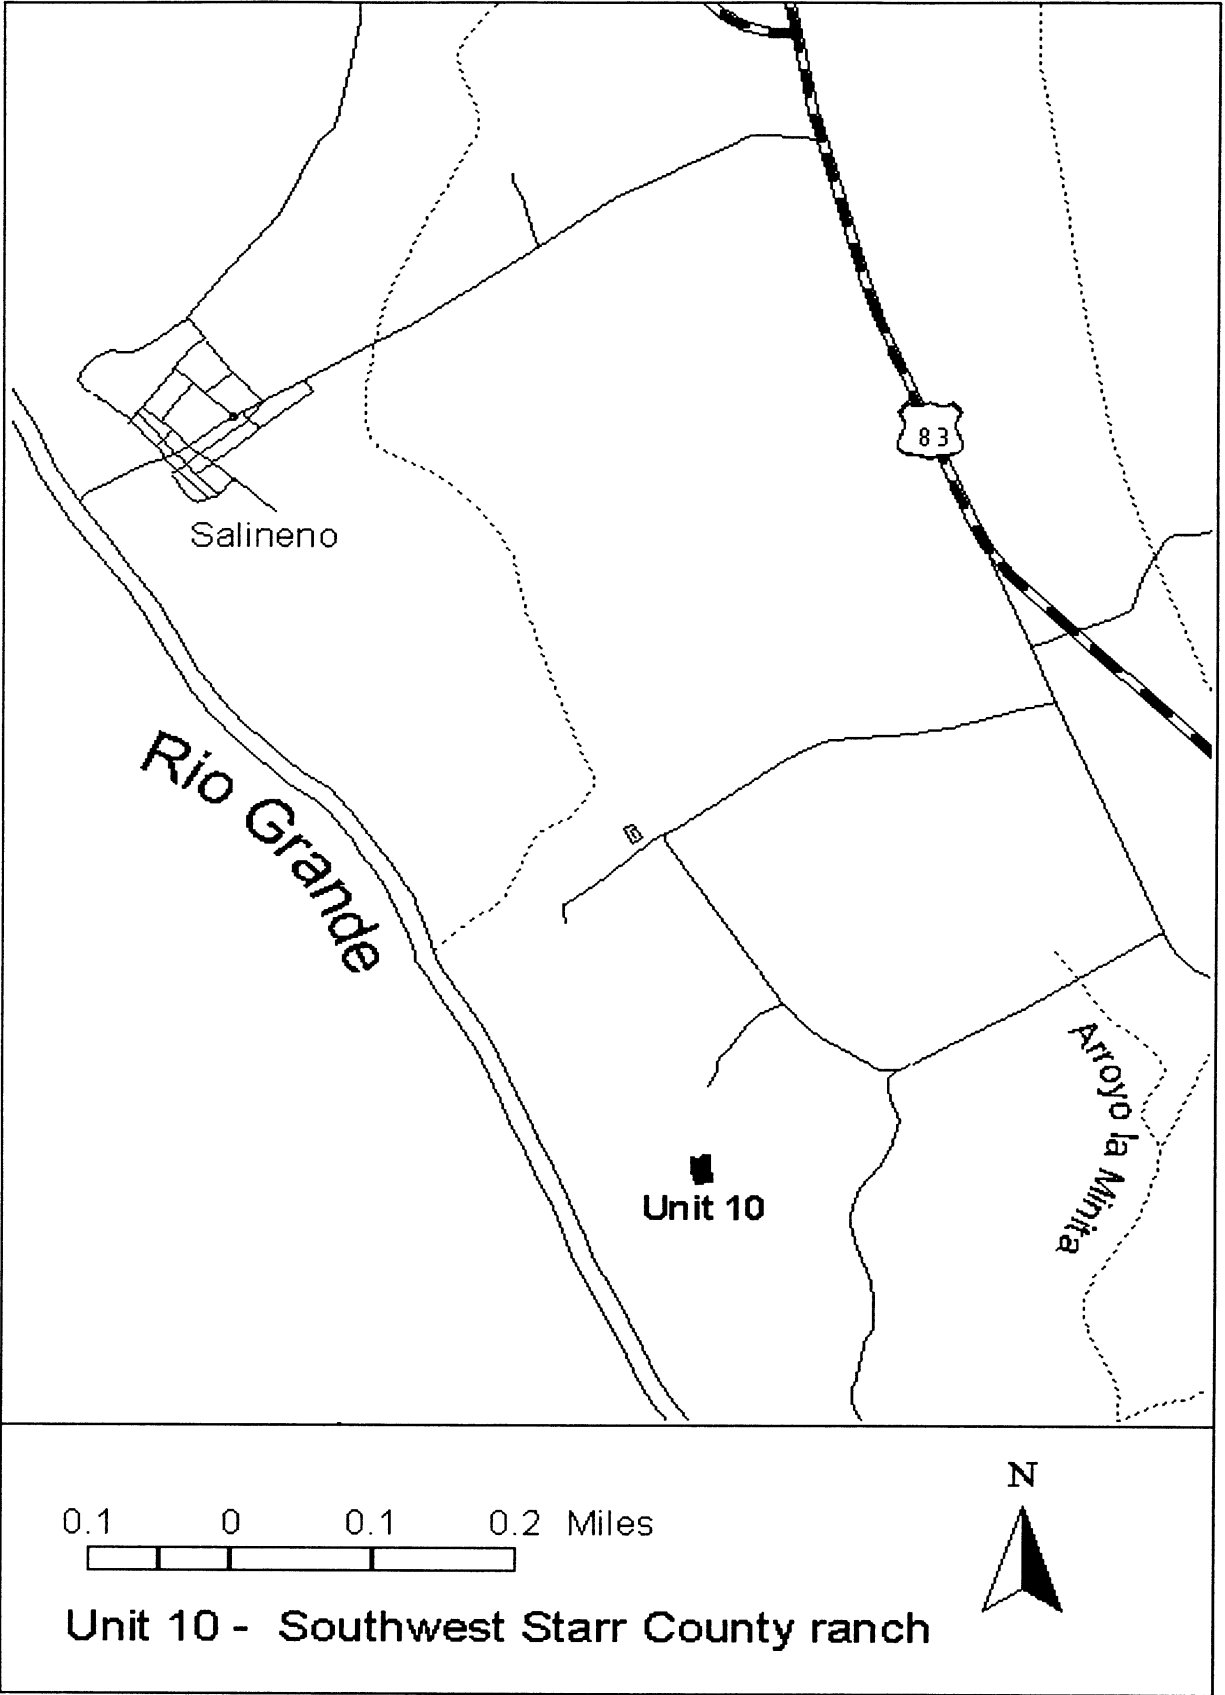 83
Salineno
Rio Grande
Arroyo la Minita
Unit 10
N
0.1 0 0.1 0.2 Miles
Unit 10 - Southwest Starr County ranch